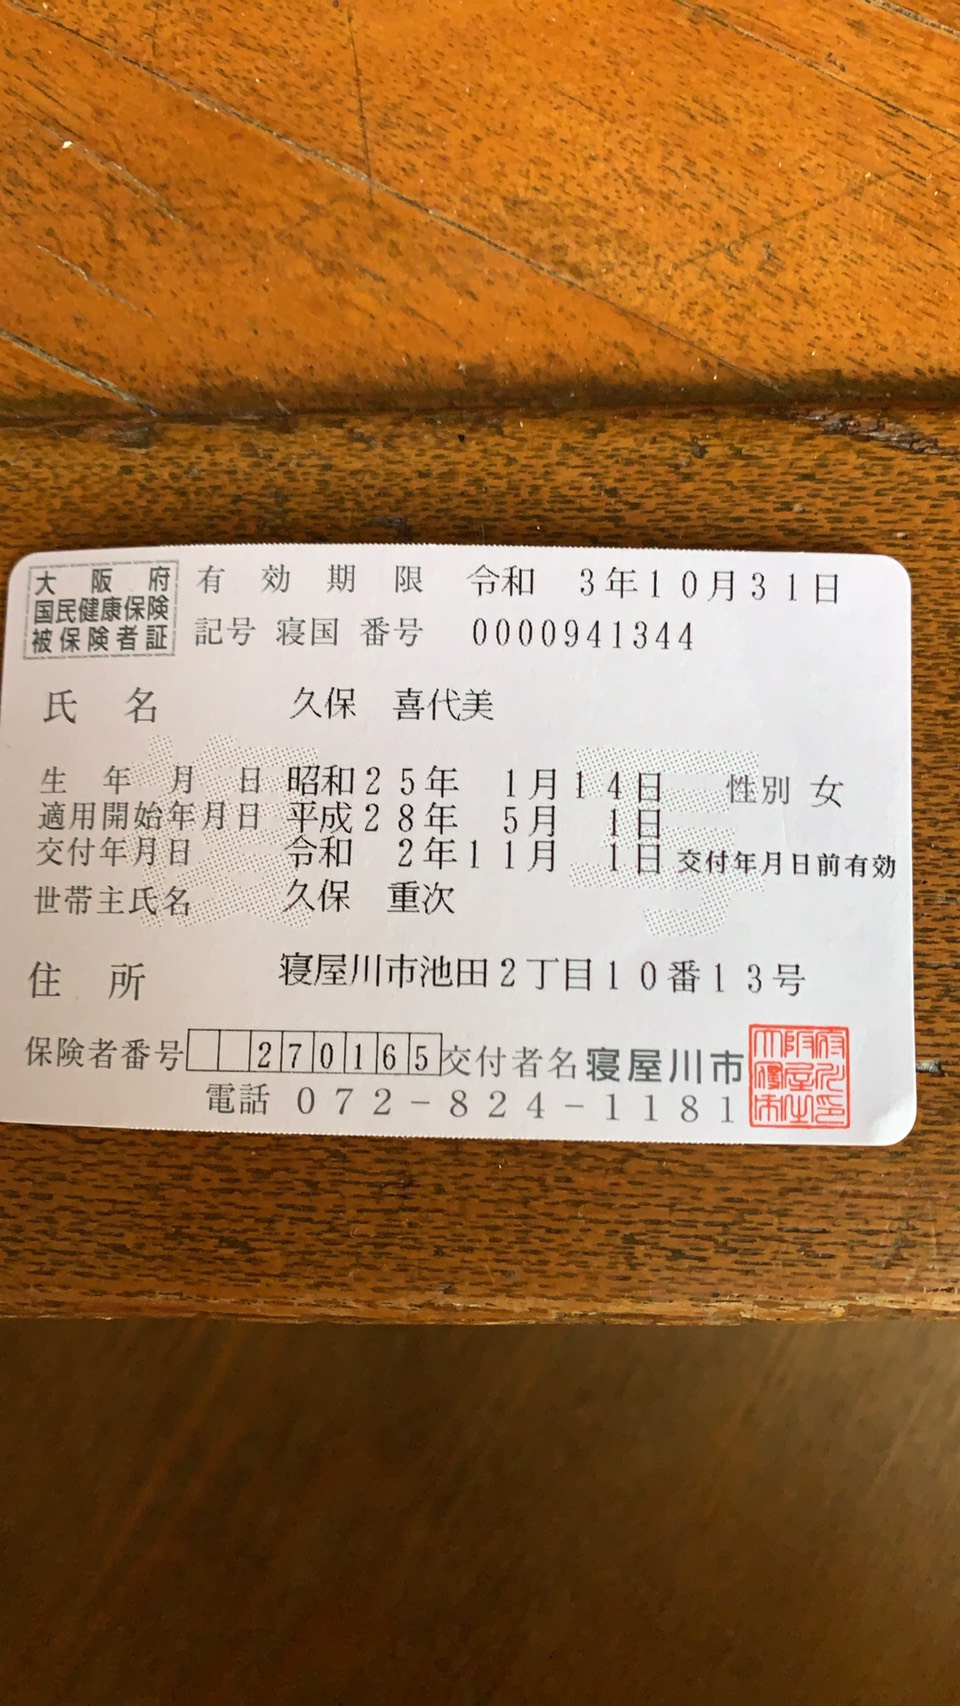 大阪府
国民健康保険
被保険者証
有効期限 令和 3年10月31日
記号 寝国 番号 0000941344
氏名 久保 喜代美
生年月日 昭和25年 1月14日 性別 女
適用開始年月日 平成28年 5月 1日
交付年月日 令和 2年11月 1日 交付年月日前有効
世帯主氏名 久保 重次
住所 寝屋川市池田2丁目10番13号
保険者番号 270165 交付者名 寝屋川市
電話 072-824-1181